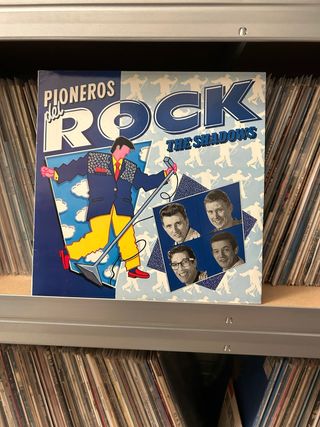 PIONEROS
del
ROCK
THE SHADOWS